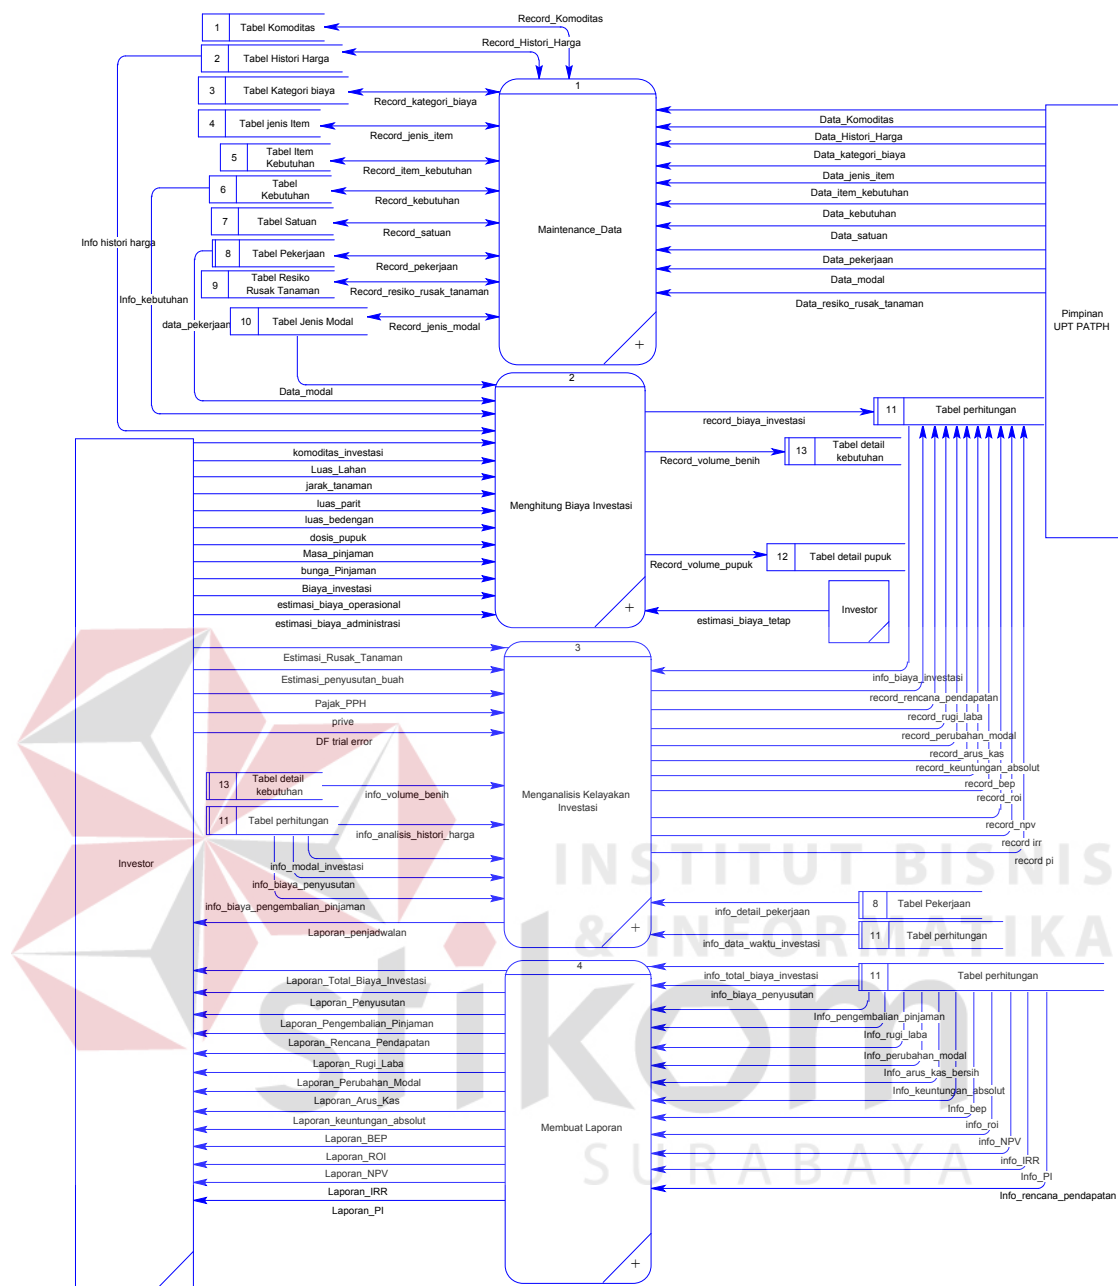 Record_Komoditas
1 Tabel Komoditas
Record_Histori_Harga
2 Tabel Histori Harga
3 Tabel Kategori biaya
Record_kategori_biaya
4 Tabel jenis Item
Record_jenis_item
5 Tabel Item
Kebutuhan
Record_item_kebutuhan
6 Tabel
Kebutuhan
Record_kebutuhan
7 Tabel Satuan
Record_satuan
Info histori harga
8 Tabel Pekerjaan
Record_pekerjaan
9 Tabel Resiko
Rusak Tanaman
Record_resiko_rusak_tanaman
Info_kebutuhan
data_pekerjaan
10 Tabel Jenis Modal
Record_jenis_modal
Data_modal
1
Maintenance_Data
+
Data_Komoditas
Data_Histori_Harga
Data_kategori_biaya
Data_jenis_item
Data_item_kebutuhan
Data_kebutuhan
Data_satuan
Data_pekerjaan
Data_modal
Data_resiko_rusak_tanaman
Pimpinan
UPT PATPH
2
Menghitung Biaya Investasi
+
record_biaya_investasi
11 Tabel perhitungan
Record_volume_benih
13 Tabel detail
kebutuhan
Record_volume_pupuk
12 Tabel detail pupuk
Investor
estimasi_biaya_tetap
komoditas_investasi
Luas_Lahan
jarak_tanaman
luas_parit
luas_bedengan
dosis_pupuk
Masa_pinjaman
bunga_Pinjaman
Biaya_investasi
estimasi_biaya_operasional
estimasi_biaya_administrasi
Estimasi_Rusak_Tanaman
Estimasi_penyusutan_buah
Pajak_PPH
prive
DF trial error
13 Tabel detail
kebutuhan
info_volume_benih
11 Tabel perhitungan
info_analisis_histori_harga
info_modal_investasi
info_biaya_penyusutan
info_biaya_pengembalian_pinjaman
Laporan_penjadwalan
Investor
3
Menganalisis Kelayakan
Investasi
+
info_biaya_investasi
record_rencana_pendapatan
record_rugi_laba
record_perubahan_modal
record_arus_kas
record_keuntungan_absolut
record_bep
record_roi
record_npv
record irr
record pi
INSTITUT BISNIS
& INFORMATIKA
stikom
SURABAYA
8 Tabel Pekerjaan
info_detail_pekerjaan
11 Tabel perhitungan
info_data_waktu_investasi
4
Membuat Laporan
+
11 Tabel perhitungan
info_total_biaya_investasi
info_biaya_penyusutan
Info_pengembalian_pinjaman
Info_rugi_laba
Info_perubahan_modal
Info_arus_kas_bersih
Info_keuntungan_absolut
Info_bep
info_roi
info_NPV
info_IRR
Info_PI
Info_rencana_pendapatan
Laporan_Total_Biaya_Investasi
Laporan_Penyusutan
Laporan_Pengembalian_Pinjaman
Laporan_Rencana_Pendapatan
Laporan_Rugi_Laba
Laporan_Perubahan_Modal
Laporan_Arus_Kas
Laporan_keuntungan_absolut
Laporan_BEP
Laporan_ROI
Laporan_NPV
Laporan_IRR
Laporan_PI